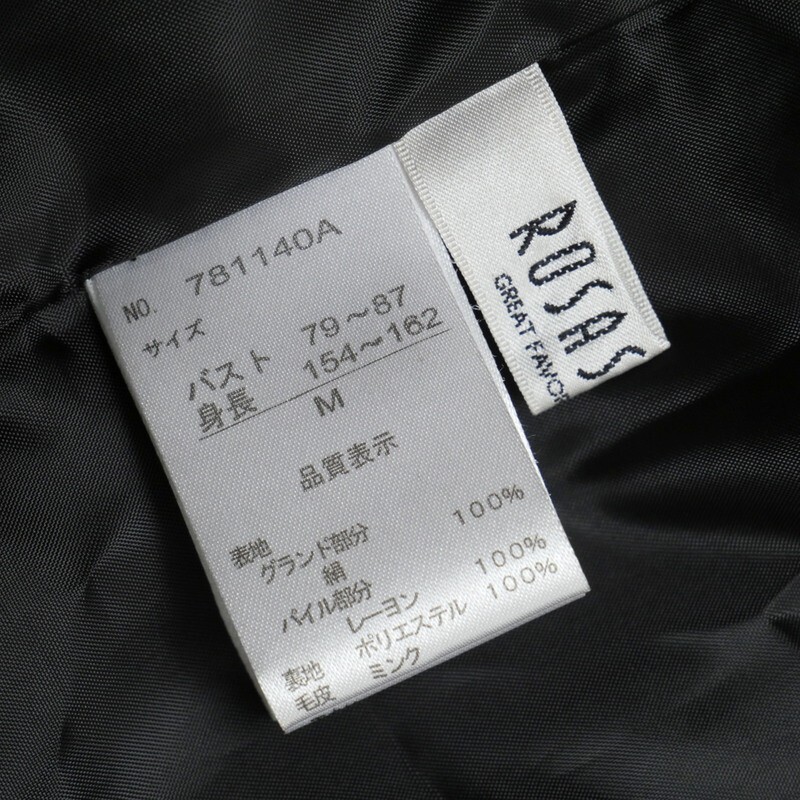 NO. 781140A
サイズ
バスト 79～87
身長 154～162
M
品質表示
表地
グランド部分
絹 100%
パイル部分
レーヨン 100%
裏地 ポリエステル 100%
毛皮 ミンク
ROSAS
GREAT FAVOR